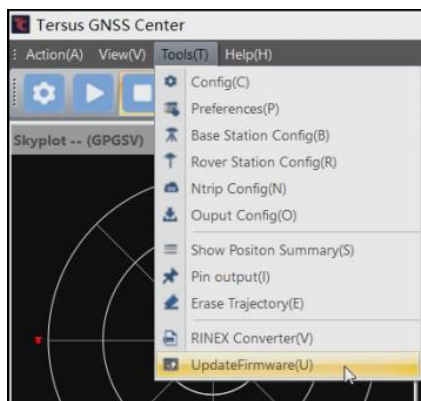 Tersus GNSS Center
Action(A) View(V) Tools(T) Help(H)
Config(C)
Preferences(P)
Skyplot -- (GPGSV)
Base Station Config(B)
Rover Station Config(R)
Ntrip Config(N)
Ouput Config(O)
Show Positon Summary(S)
Pin output(I)
Erase Trajectory(E)
RINEX Converter(V)
UpdateFirmware(U)